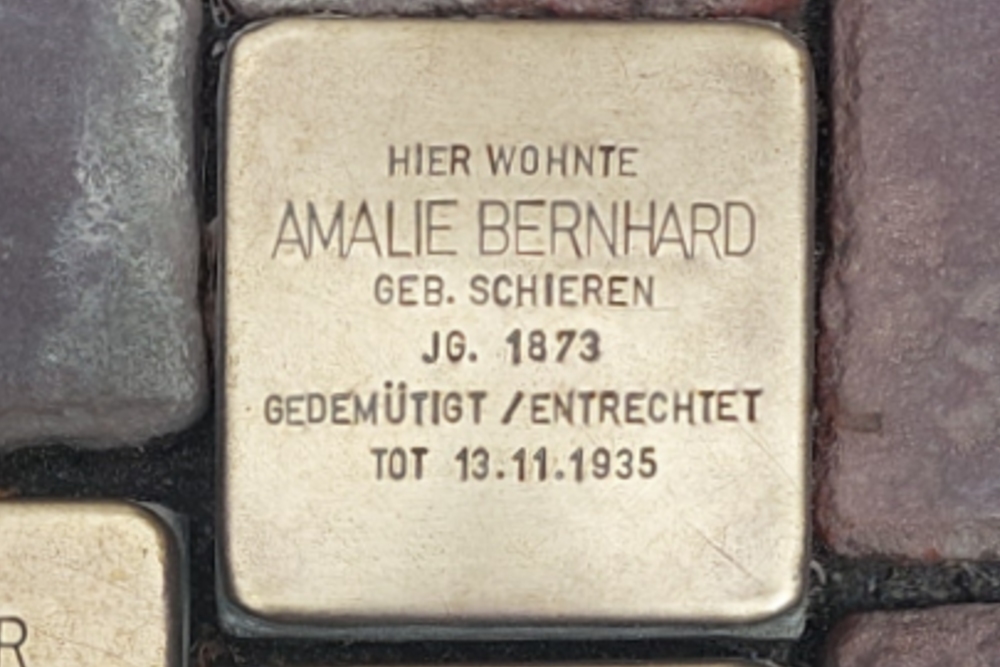 HIER WOHNTE
AMALIE BERNHARD
GEB. SCHIEREN
JG. 1873
GEDEMÜTIGT / ENTRECHTET
TOT 13.11.1935
R